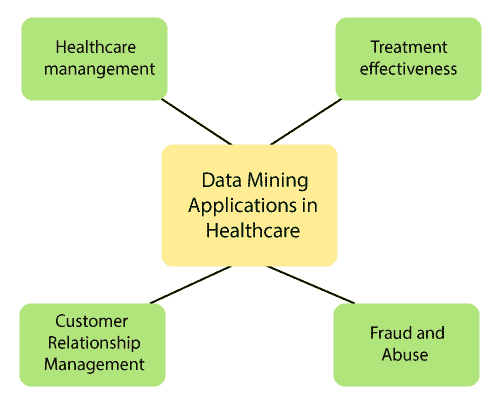 Healthcare
manangement
Treatment
effectiveness
Data Mining
Applications in
Healthcare
Customer
Relationship
Management
Fraud and
Abuse